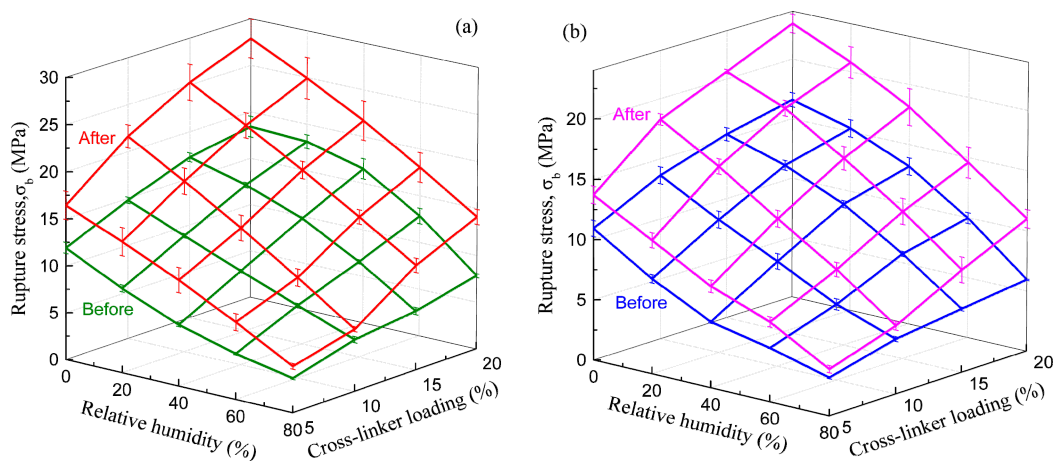 (a)
30
25
20
15
10
5
0
Rupture stress, σb (MPa)
After
Before
0
20
40
60
80
Relative humidity (%)
5
10
15
20
Cross-linker loading (%)
(b)
20
15
10
5
0
Rupture stress, σb (MPa)
After
Before
0
20
40
60
80
Relative humidity (%)
5
10
15
20
Cross-linker loading (%)